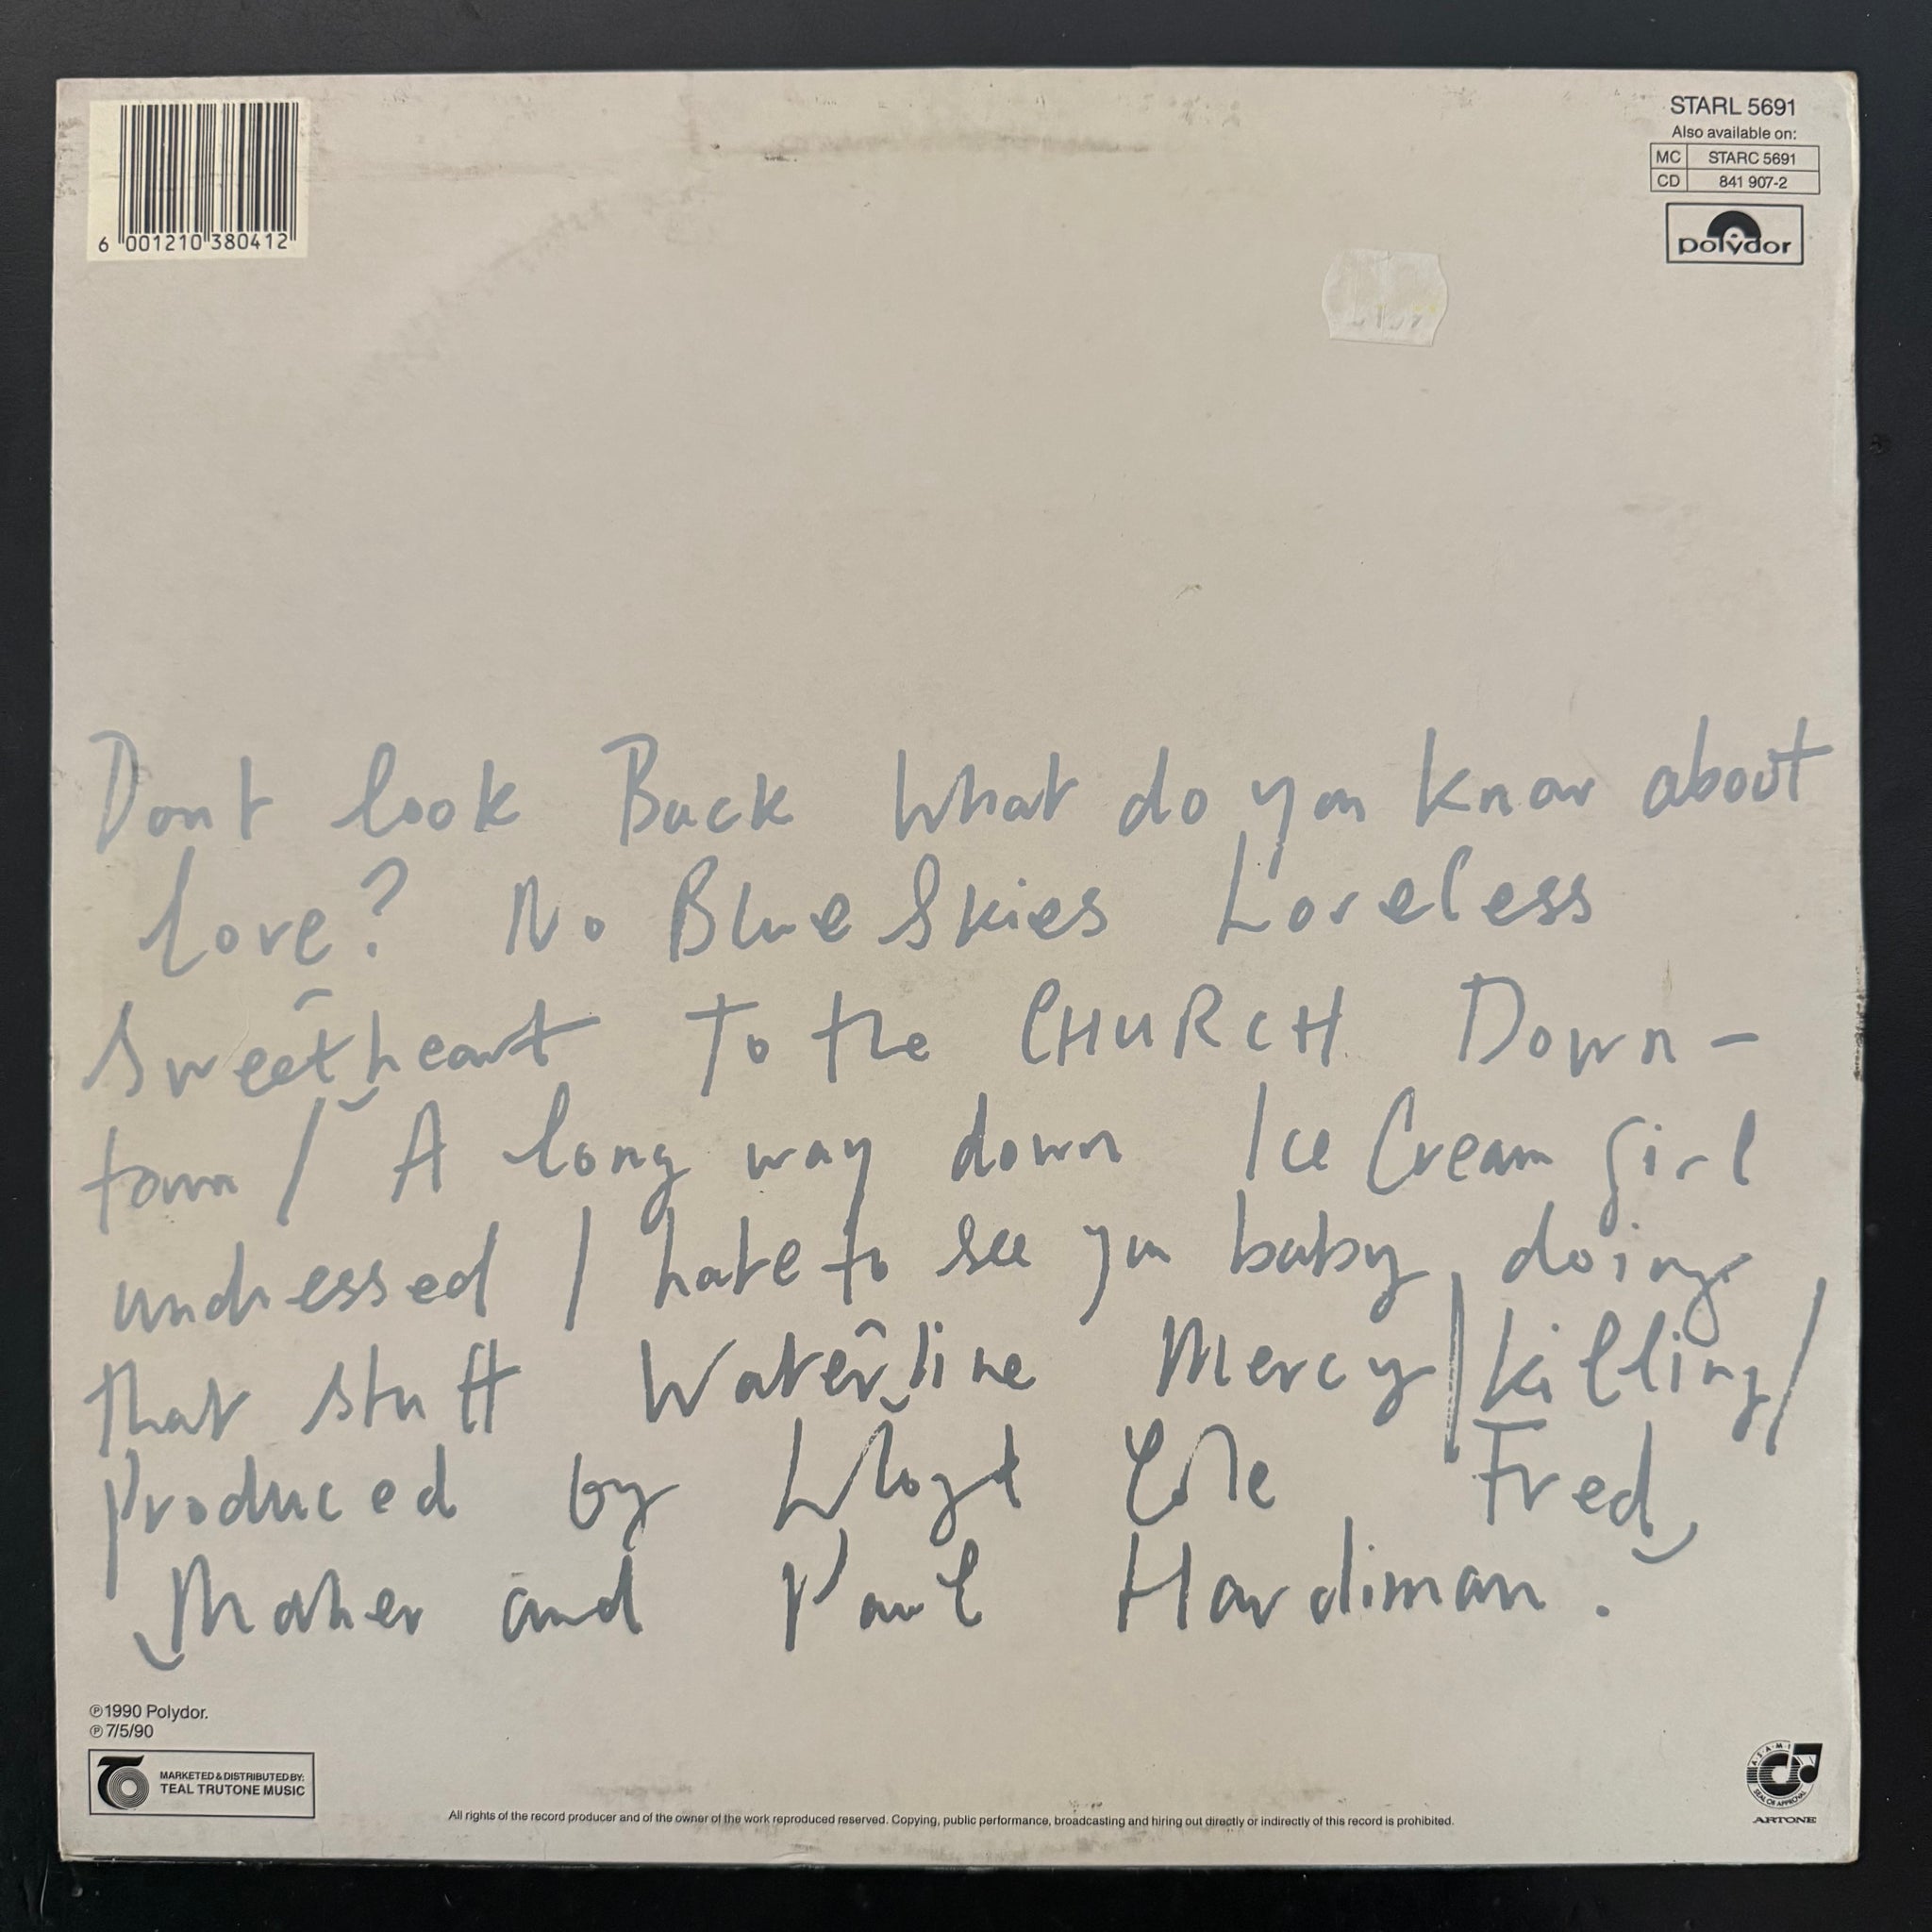 6 001210 380412
STARL 5691
Also available on:
MC STARC 5691
CD 841 907-2
polydor
Dont look Back What do you know about
love? No Blue Skies Loveless
Sweetheart To the CHURCH Down-
town / A long way down Ice Cream girl
undressed / hate to see you baby doing
that stuff Waterline Mercy / killing /
Produced by Lloyd Cole Fred
Maher and Paul Hardiman.
℗1990 Polydor.
℗ 7/5/90
MARKETED & DISTRIBUTED BY:
TEAL TRUTONE MUSIC
All rights of the record producer and of the owner of the work reproduced reserved. Copying, public performance, broadcasting and hiring out directly or indirectly of this record is prohibited.
A·S·A·M·I
SEAL OF APPROVAL
ARTONE